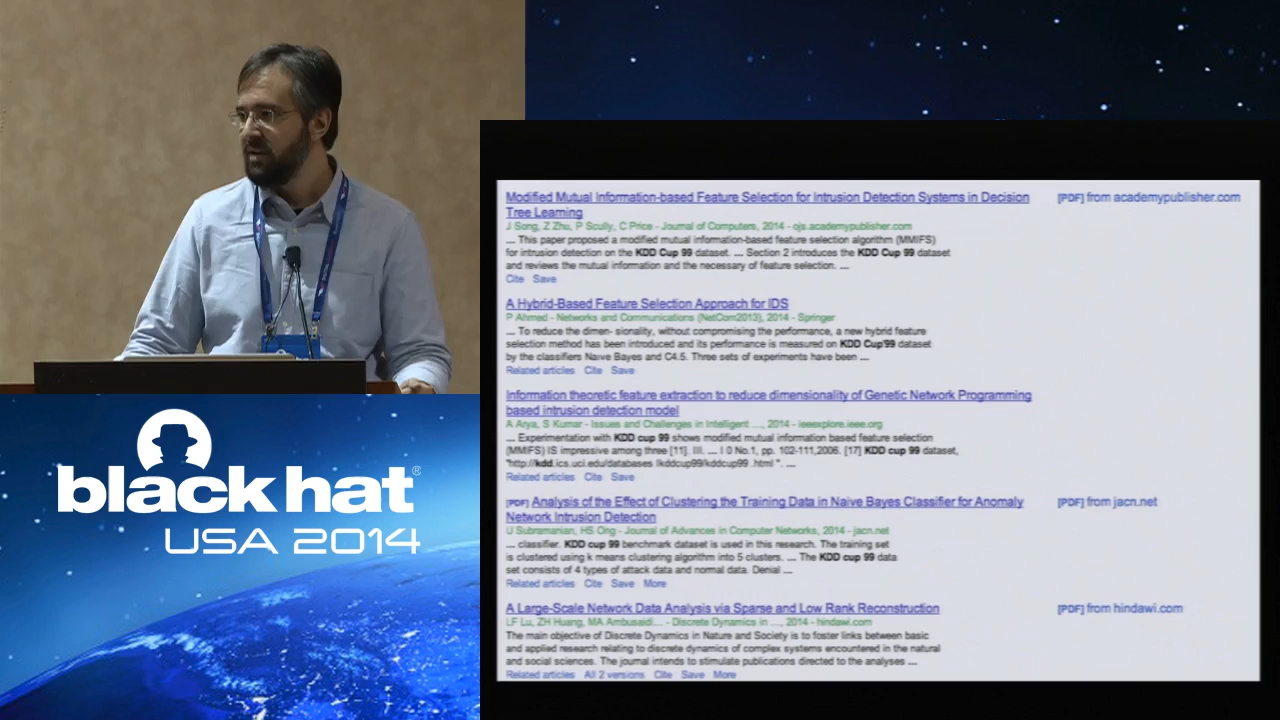 black hat®
USA 2014
Modified Mutual Information-based Feature Selection for Intrusion Detection Systems in Decision
Tree Learning
[PDF] from academypublisher.com
J Song, Z Zhu, P Scully, C Price - Journal of Computers, 2014 - ojs.academypublisher.com
... This paper proposed a modified mutual information-based feature selection algorithm (MMIFS)
for intrusion detection on the KDD Cup 99 dataset. ... Section 2 introduces the KDD Cup 99 dataset
and reviews the mutual information and the necessary of feature selection. ...
Cite Save
A Hybrid-Based Feature Selection Approach for IDS
P Ahmed - Networks and Communications (NetCom2013), 2014 - Springer
... To reduce the dimen- sionality, without compromising the performance, a new hybrid feature
selection method has been introduced and its performance is measured on KDD Cup'99 dataset
by the classifiers Naive Bayes and C4.5. Three sets of experiments have been ...
Related articles Cite Save
Information theoretic feature extraction to reduce dimensionality of Genetic Network Programming
based intrusion detection model
A Arya, S Kumar - Issues and Challenges in Intelligent ..., 2014 - ieeexplore.ieee.org
... Experimentation with KDD cup 99 shows modified mutual information based feature selection
(MMIFS) IS impressive among three [11]. III. ... I 0 No.1, pp. 102-111,2006. [17] KDD cup 99 dataset,
"http://kdd.ics.uci.edu/databases /kddcup99/kddcup99 .html ". ...
Related articles Cite Save
[PDF] Analysis of the Effect of Clustering the Training Data in Naive Bayes Classifier for Anomaly
Network Intrusion Detection
[PDF] from jacn.net
U Subramanian, HS Ong - Journal of Advances in Computer Networks, 2014 - jacn.net
... classifier. KDD cup 99 benchmark dataset is used in this research. The training set
is clustered using k means clustering algorithm into 5 clusters. ... The KDD cup 99 data
set consists of 4 types of attack data and normal data. Denial ...
Related articles Cite Save More
A Large-Scale Network Data Analysis via Sparse and Low Rank Reconstruction
[PDF] from hindawi.com
LF Lu, ZH Huang, MA Ambusaidi... - Discrete Dynamics in ..., 2014 - hindawi.com
The main objective of Discrete Dynamics in Nature and Society is to foster links between basic
and applied research relating to discrete dynamics of complex systems encountered in the natural
and social sciences. The journal intends to stimulate publications directed to the analyses ...
Related articles All 2 versions Cite Save More